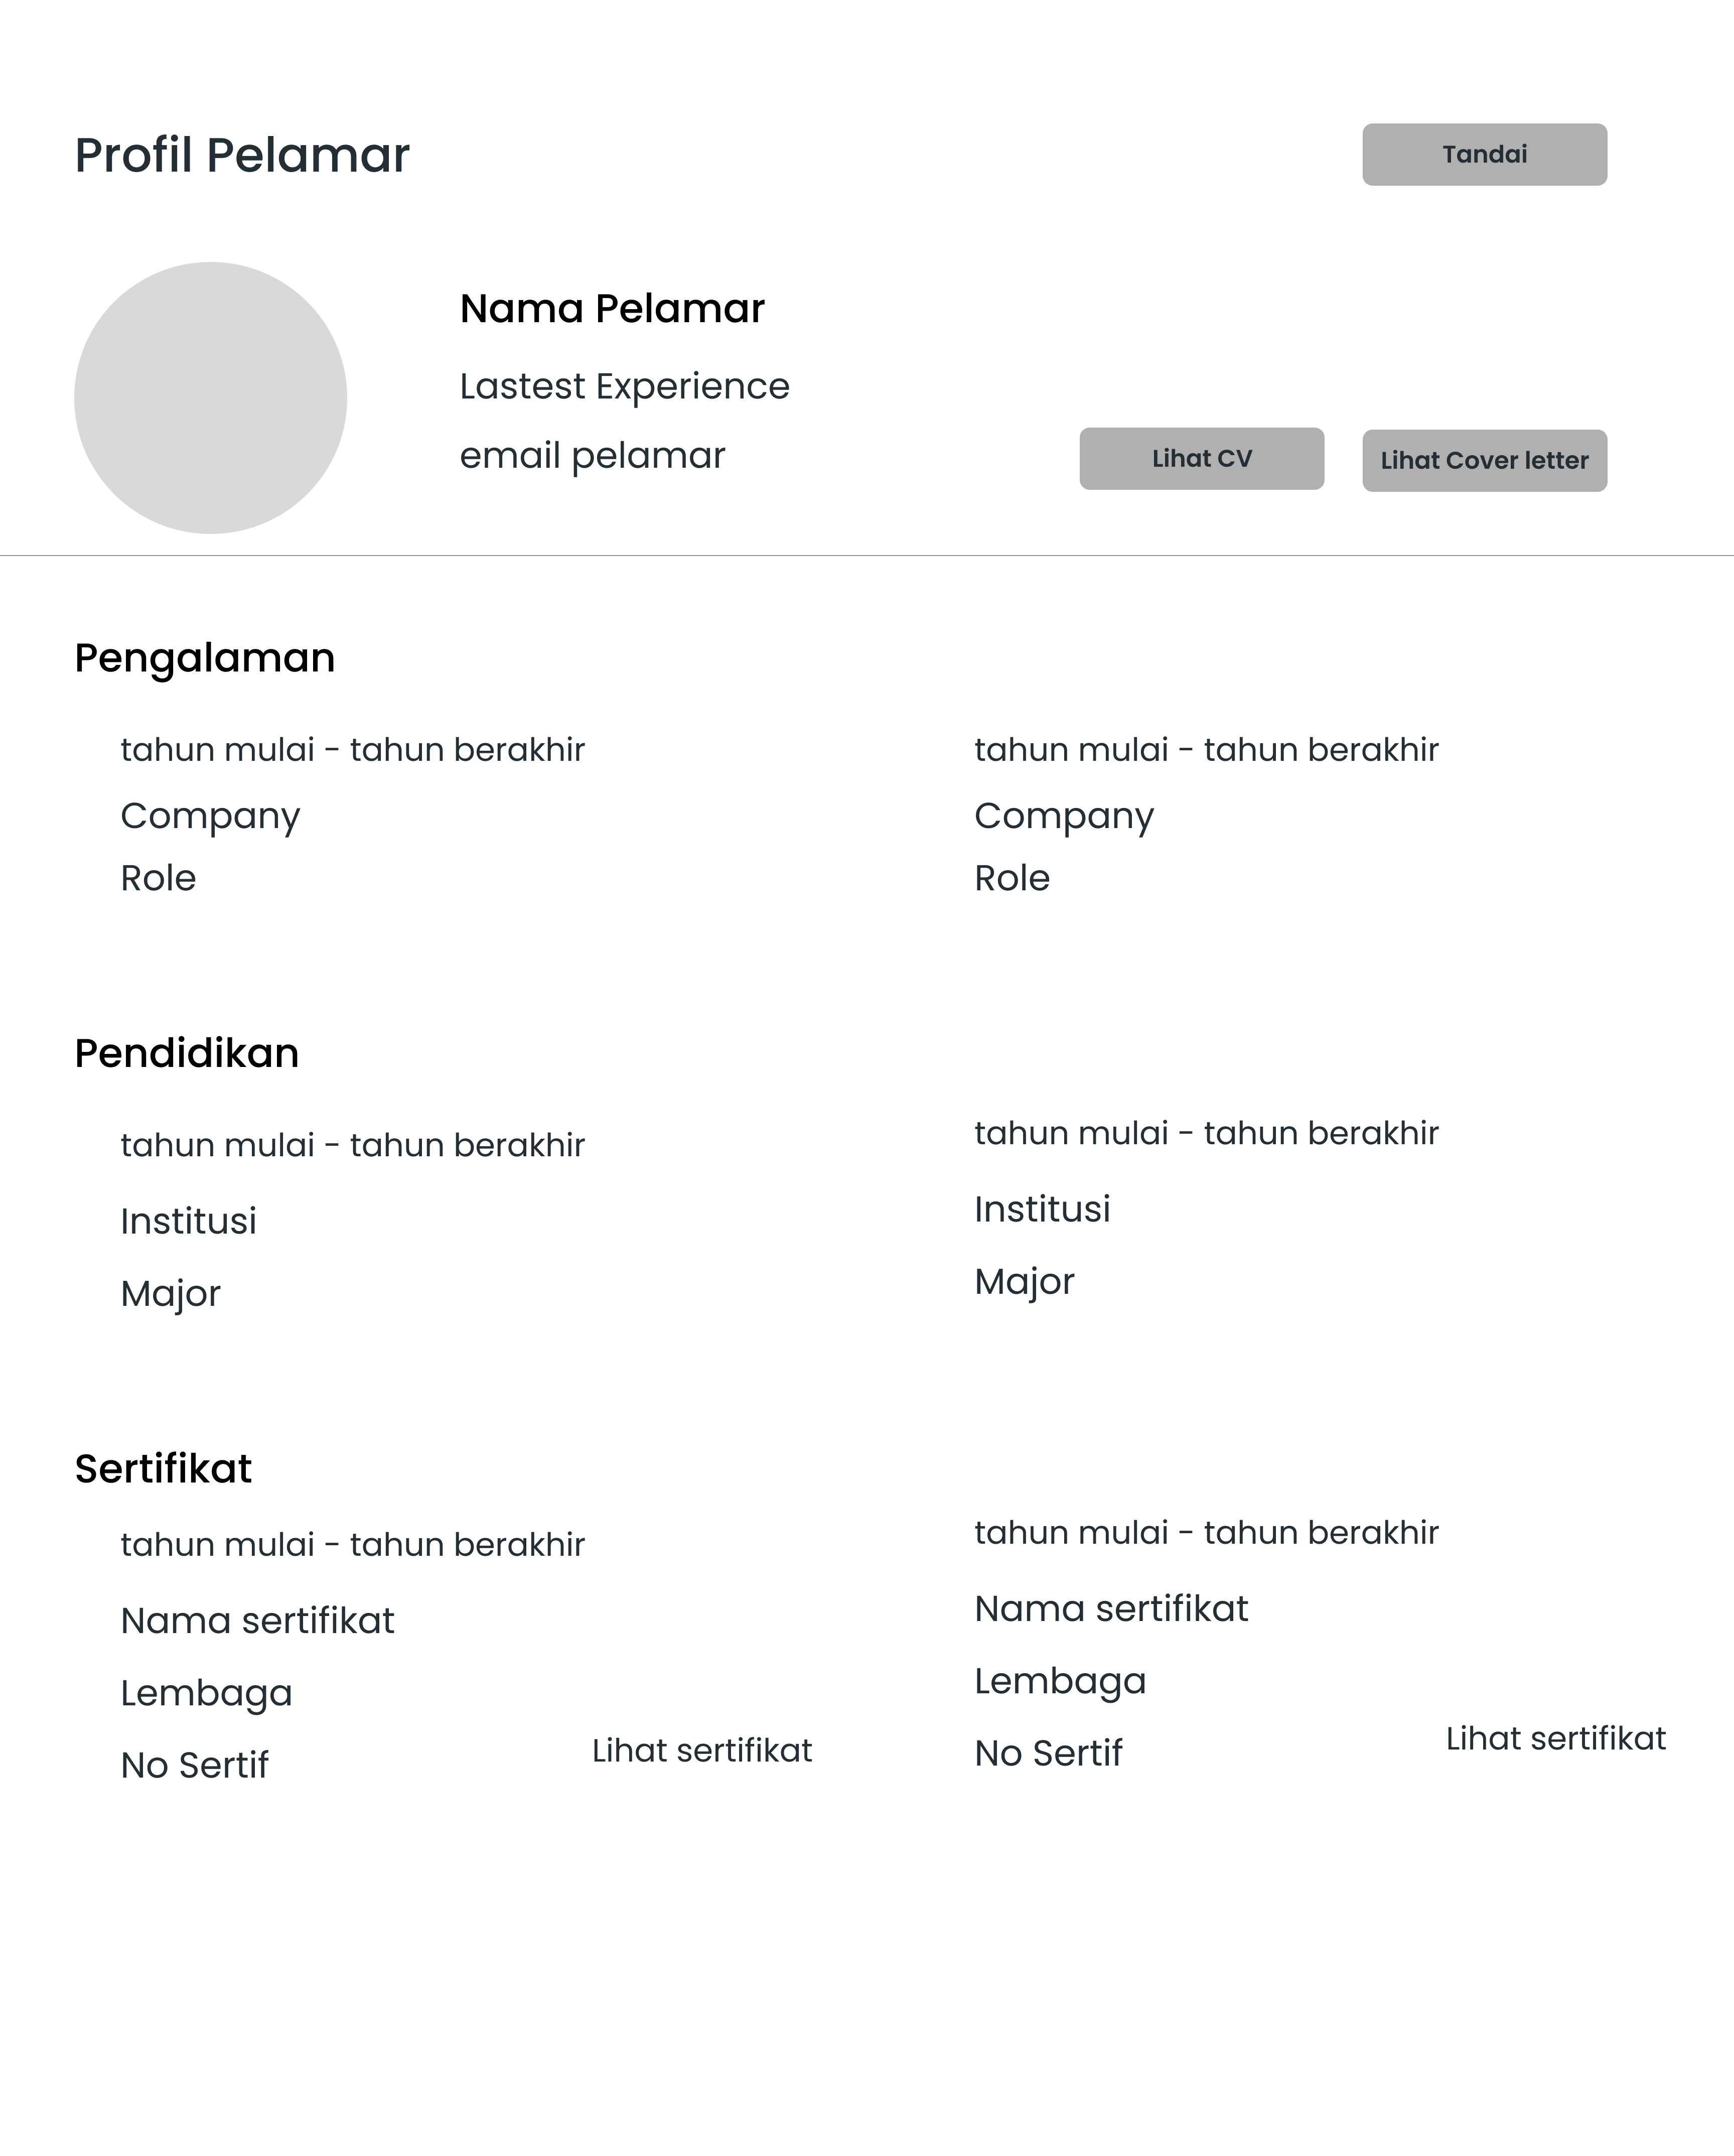 Profil Pelamar
Tandai
Nama Pelamar
Lastest Experience
email pelamar
Lihat CV
Lihat Cover letter
Pengalaman
tahun mulai - tahun berakhir
Company
Role
tahun mulai - tahun berakhir
Company
Role
Pendidikan
tahun mulai - tahun berakhir
Institusi
Major
tahun mulai - tahun berakhir
Institusi
Major
Sertifikat
tahun mulai - tahun berakhir
Nama sertifikat
Lembaga
No Sertif
Lihat sertifikat
tahun mulai - tahun berakhir
Nama sertifikat
Lembaga
No Sertif
Lihat sertifikat